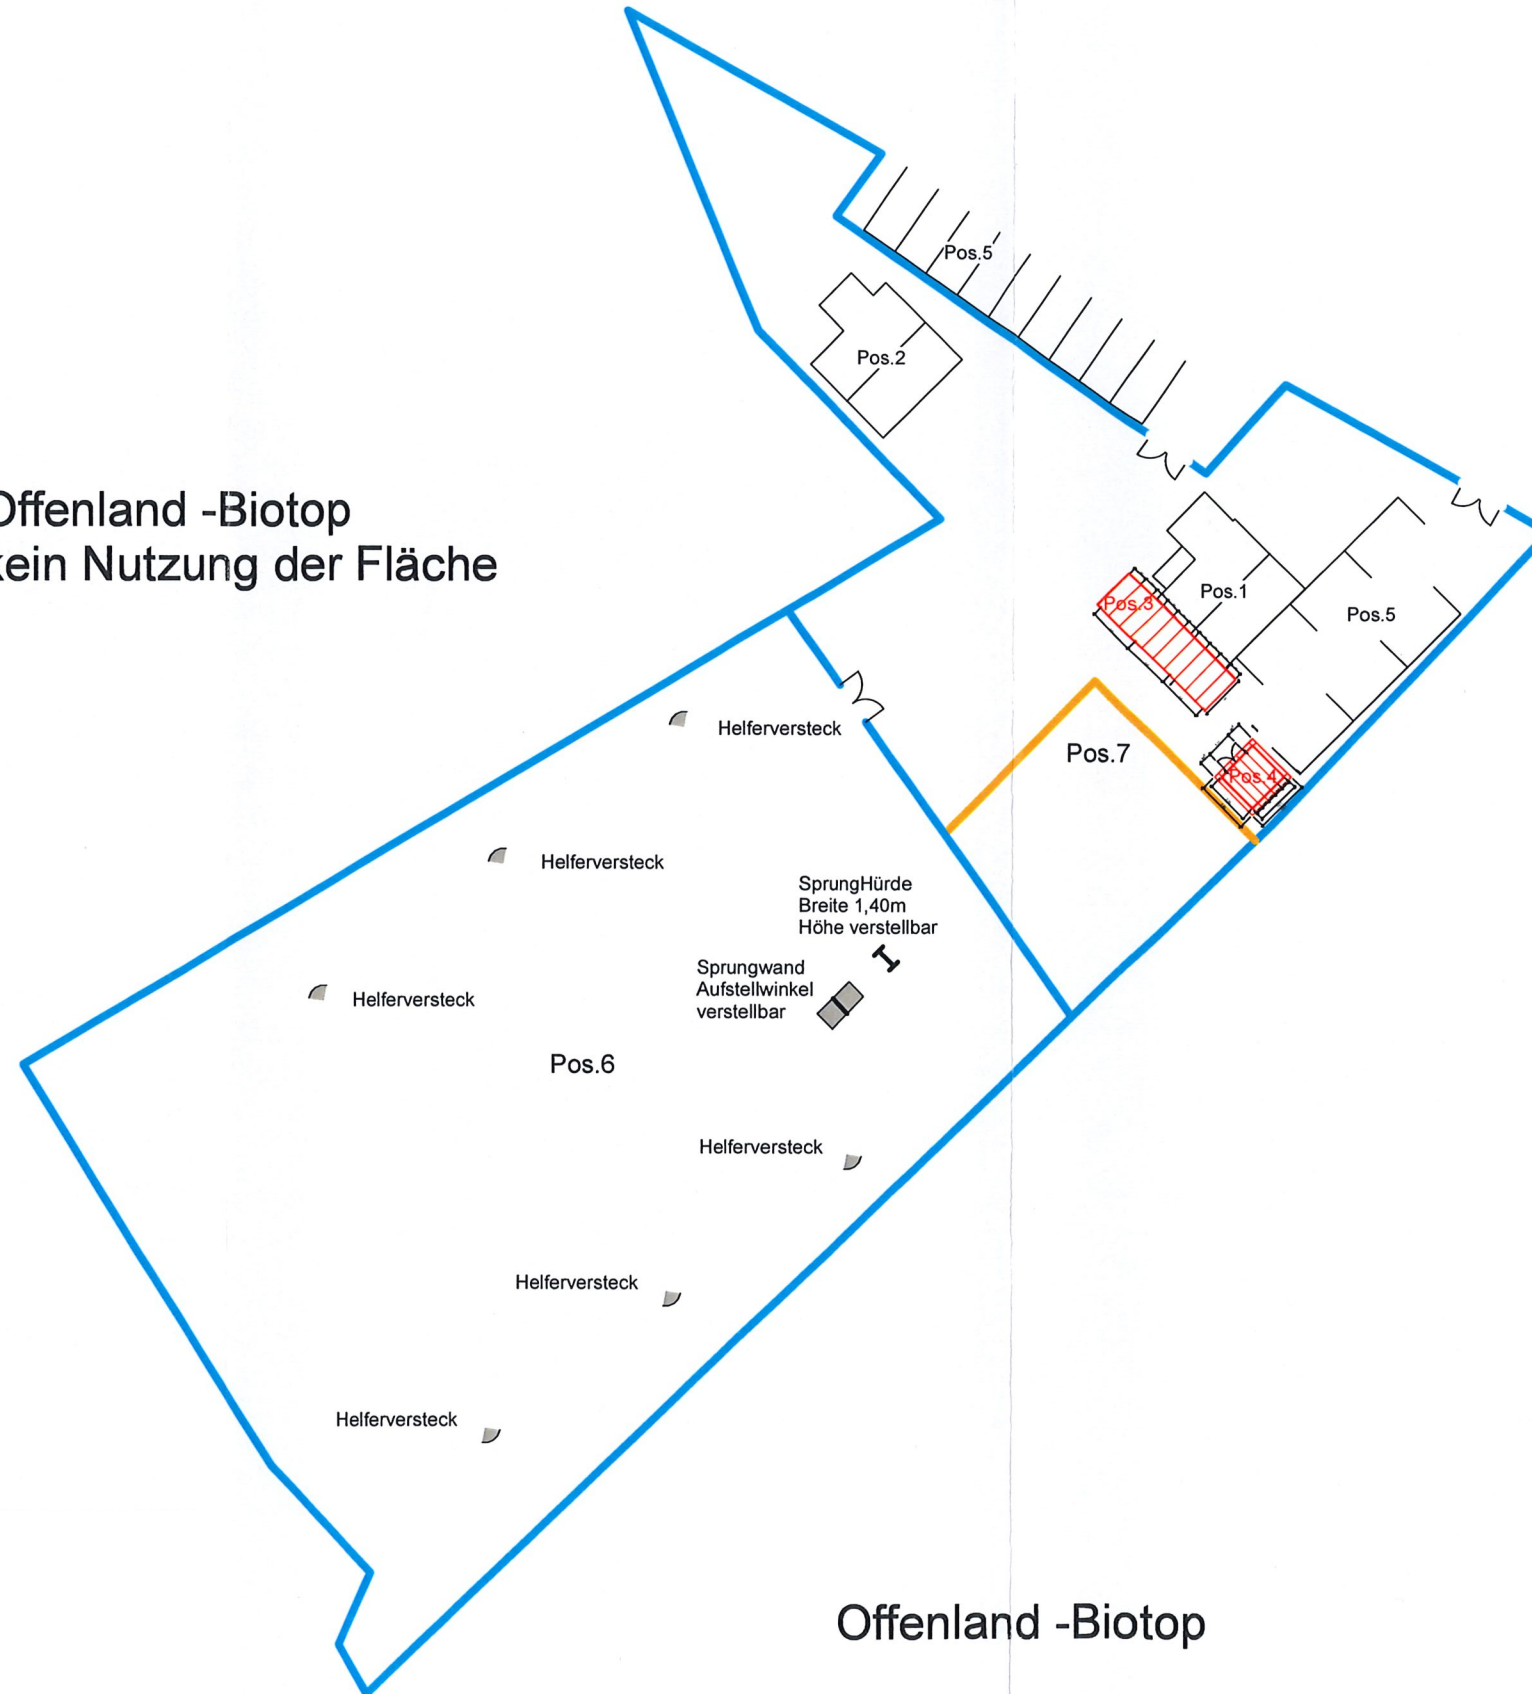 Pos.5
Pos.2
Offenland -Biotop
kein Nutzung der Fläche
Pos.3
Pos.1
Pos.5
Helferversteck
Pos.7
Pos.4
Helferversteck
SprungHürde
Breite 1,40m
Höhe verstellbar
Sprungwand
Aufstellwinkel
verstellbar
Helferversteck
Pos.6
Helferversteck
Helferversteck
Helferversteck
Offenland -Biotop